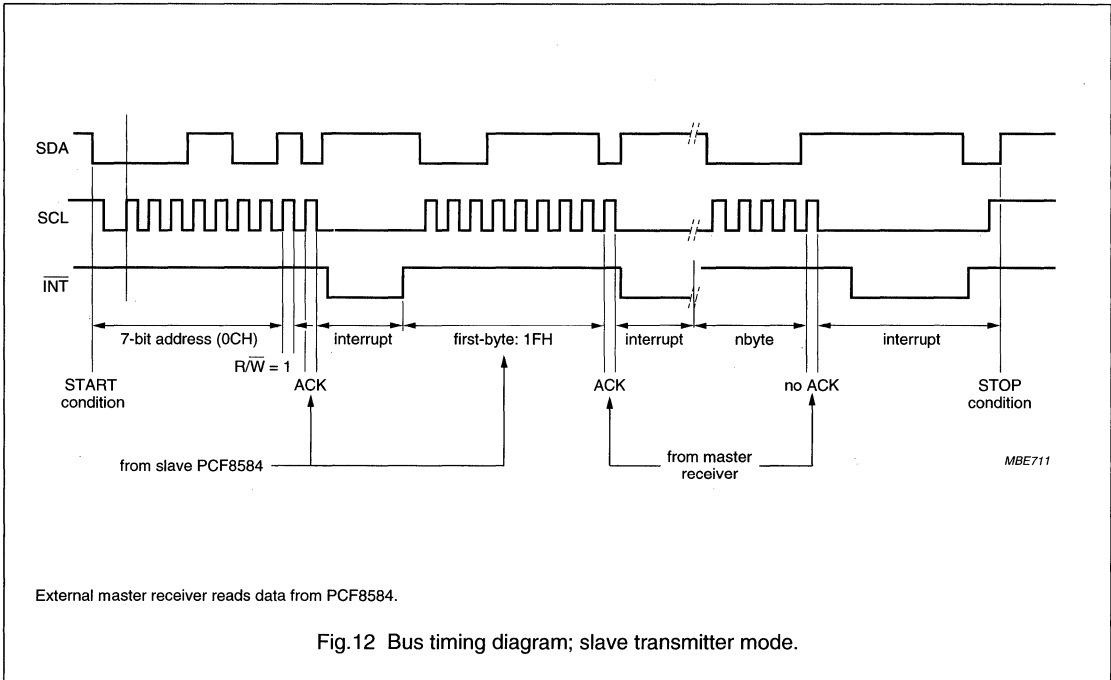 SDA
SCL
INT
7-bit address (0CH)
interrupt
first-byte: 1FH
interrupt
nbyte
interrupt
R/W = 1
START
condition
ACK
ACK
no ACK
STOP
condition
from slave PCF8584
from master
receiver
MBE711
External master receiver reads data from PCF8584.
Fig.12 Bus timing diagram; slave transmitter mode.